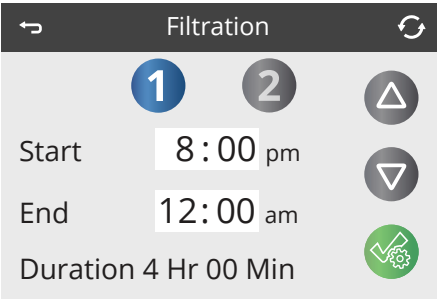 Filtration
1 2
Start 8:00 pm
End 12:00 am
Duration 4 Hr 00 Min